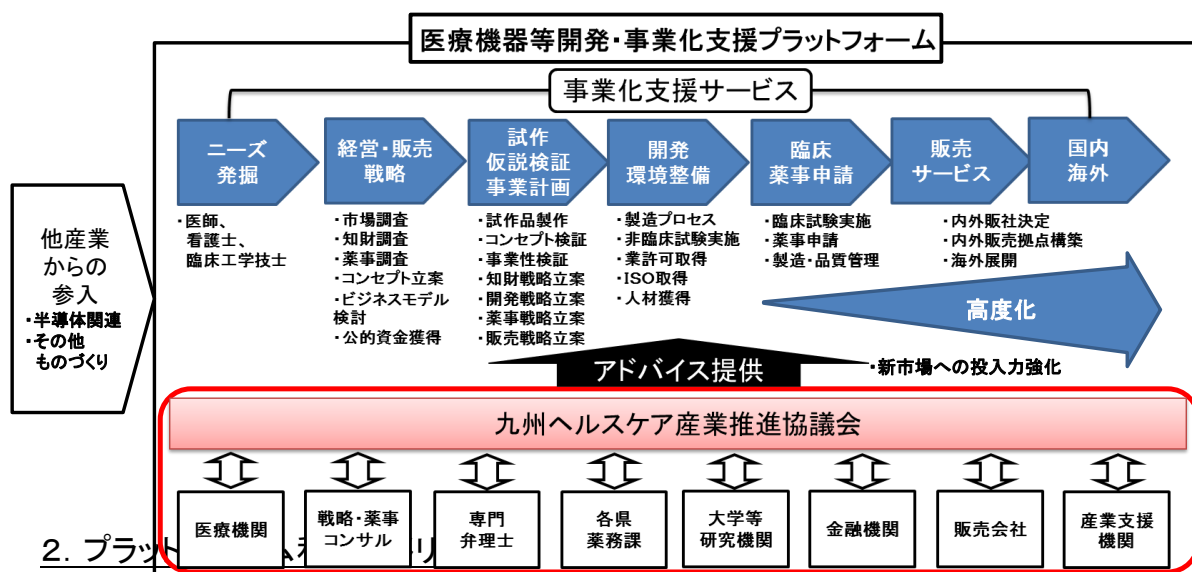 医療機器等開発・事業化支援プラットフォーム
事業化支援サービス
ニーズ
発掘
経営・販売
戦略
試作
仮説検証
事業計画
開発
環境整備
臨床
薬事申請
販売
サービス
国内
海外
他産業
からの
参入
・半導体関連
・その他
ものづくり
・医師、
看護士、
臨床工学技士
・市場調査
・知財調査
・薬事調査
・コンセプト立案
・ビジネスモデル
検討
・公的資金獲得
・試作品製作
・コンセプト検証
・事業性検証
・知財戦略立案
・開発戦略立案
・薬事戦略立案
・販売戦略立案
・製造プロセス
・非臨床試験実施
・業許可取得
・ISO取得
・人材獲得
・臨床試験実施
・薬事申請
・製造・品質管理
・内外販社決定
・内外販売拠点構築
・海外展開
高度化
アドバイス提供
・新市場への投入力強化
九州ヘルスケア産業推進協議会
医療機関
戦略・薬事
コンサル
専門
弁理士
各県
薬務課
大学等
研究機関
金融機関
販売会社
産業支援
機関
2．プラット